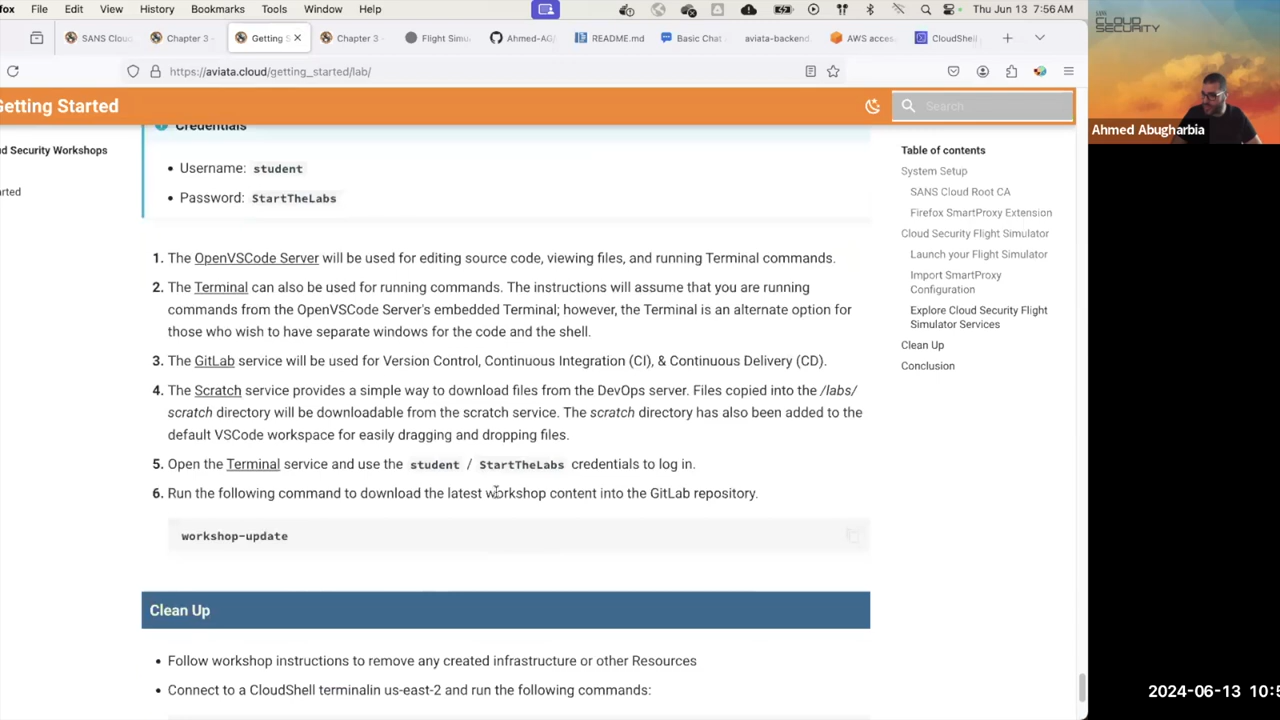 fox File Edit View History Bookmarks Tools Window Help Thu Jun 13 7:56 AM
SANS Clou Chapter 3 - Getting S Chapter 3 - Flight Simu Ahmed-AG/ README.md Basic Chat aviata-backend AWS acces CloudShell
https://aviata.cloud/getting_started/lab/
Getting Started
Search
d Security Workshops
arted
Credentials
• Username: student
• Password: StartTheLabs
1. The OpenVSCode Server will be used for editing source code, viewing files, and running Terminal commands.
2. The Terminal can also be used for running commands. The instructions will assume that you are running
commands from the OpenVSCode Server's embedded Terminal; however, the Terminal is an alternate option for
those who wish to have separate windows for the code and the shell.
3. The GitLab service will be used for Version Control, Continuous Integration (CI), & Continuous Delivery (CD).
4. The Scratch service provides a simple way to download files from the DevOps server. Files copied into the /labs/
scratch directory will be downloadable from the scratch service. The scratch directory has also been added to the
default VSCode workspace for easily dragging and dropping files.
5. Open the Terminal service and use the student / StartTheLabs credentials to log in.
6. Run the following command to download the latest workshop content into the GitLab repository.
workshop-update
Clean Up
• Follow workshop instructions to remove any created infrastructure or other Resources
• Connect to a CloudShell terminalin us-east-2 and run the following commands:
Table of contents
System Setup
SANS Cloud Root CA
Firefox SmartProxy Extension
Cloud Security Flight Simulator
Launch your Flight Simulator
Import SmartProxy
Configuration
Explore Cloud Security Flight
Simulator Services
Clean Up
Conclusion
CLOUD
SECURITY
Ahmed Abugharbia
2024-06-13 10:5